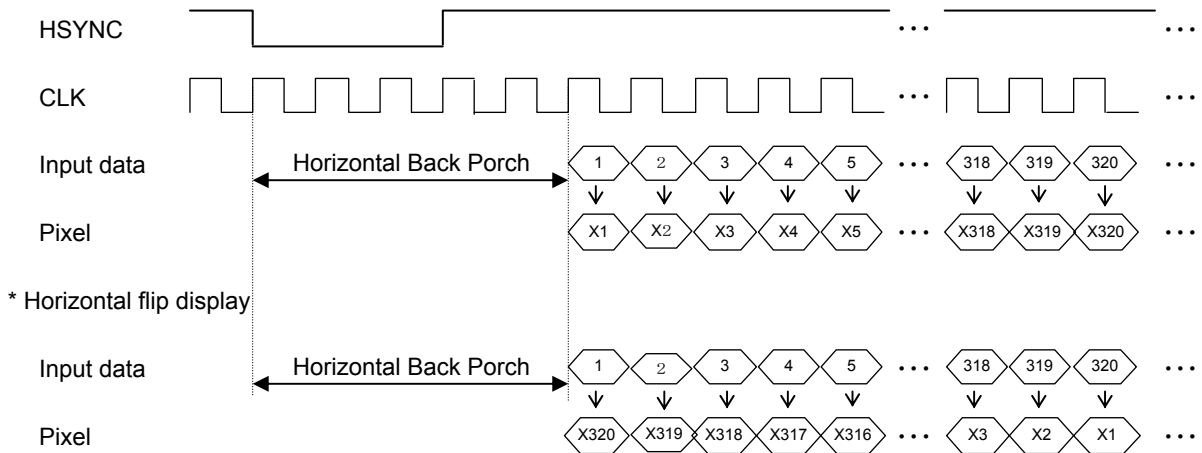 HSYNC ··· ···
CLK ··· ···
Input data Horizontal Back Porch 1 2 3 4 5 ··· 318 319 320 ···
Pixel X1 X2 X3 X4 X5 ··· X318 X319 X320 ···
* Horizontal flip display
Input data Horizontal Back Porch 1 2 3 4 5 ··· 318 319 320 ···
Pixel X320 X319 X318 X317 X316 ··· X3 X2 X1 ···